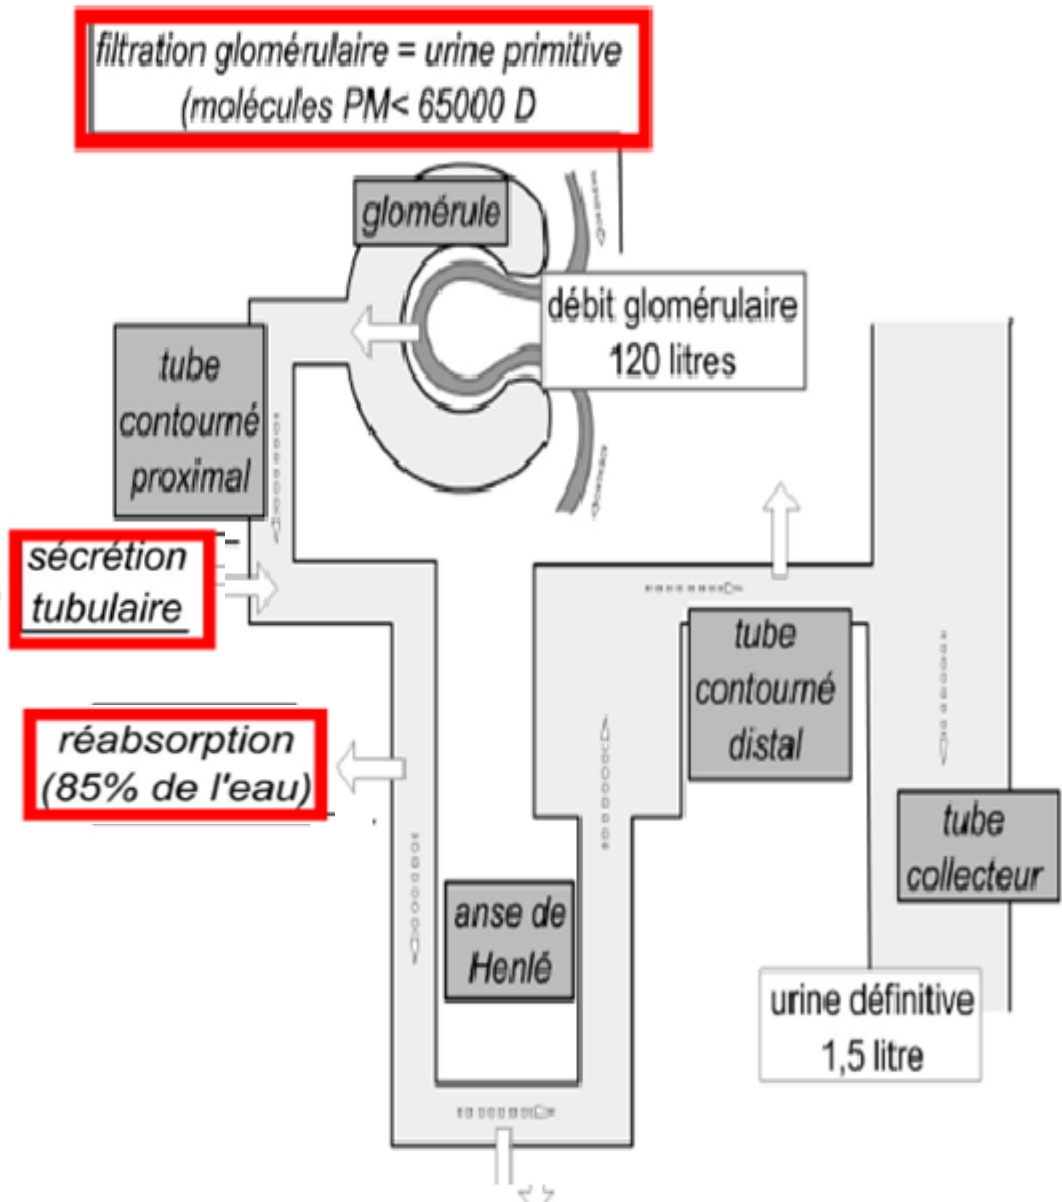 filtration glomérulaire = urine primitive
(molécules PM< 65000 D
glomérule
débit glomérulaire
120 litres
tube
contourné
proximal
sécrétion
tubulaire
réabsorption
(85% de l'eau)
tube
contourné
distal
tube
collecteur
anse de
Henlé
urine définitive
1,5 litre